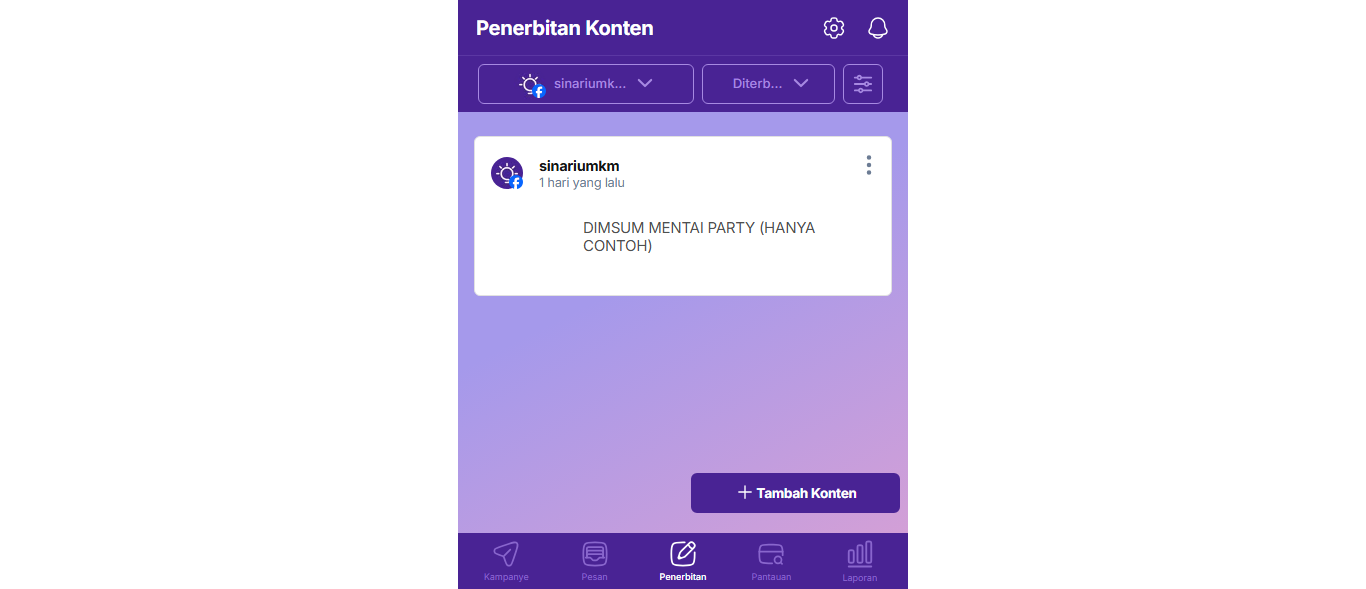 Penerbitan Konten
sinariumk...
Diterb...
sinariumkm
1 hari yang lalu
DIMSUM MENTAI PARTY (HANYA
CONTOH)
+ Tambah Konten
Kampanye
Pesan
Penerbitan
Pantauan
Laporan